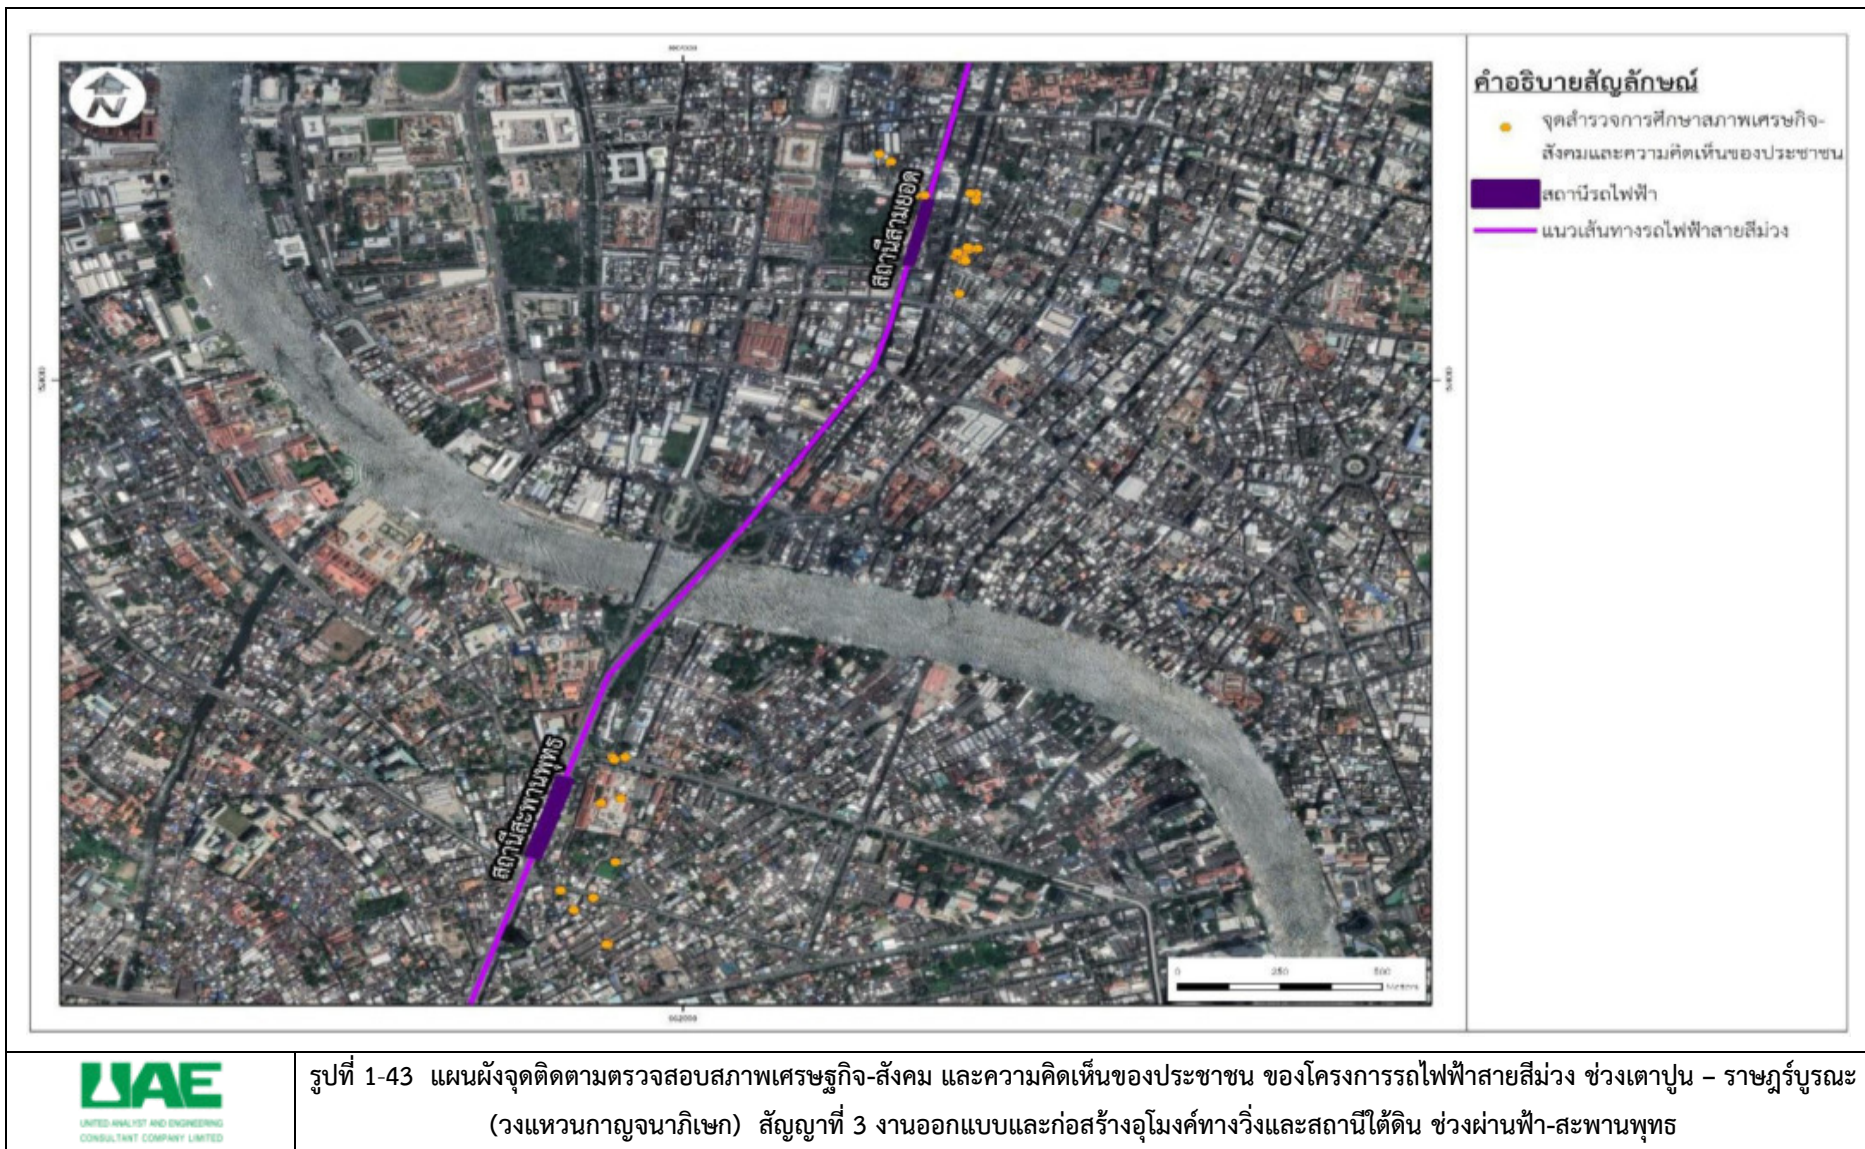 N
คำอธิบายสัญลักษณ์
จุดสำรวจการศึกษาสภาพเศรษฐกิจ-
สังคมและความคิดเห็นของประชาชน
สถานีรถไฟฟ้า
แนวเส้นทางรถไฟฟ้าสายสีม่วง
สถานีสามยอด
สถานีสะพานพุทธ
0 250 500
Meters
662000
UAE
UNITED ANALYST AND ENGINEERING
CONSULTANT COMPANY LIMITED
รูปที่ 1-43 แผนผังจุดติดตามตรวจสอบสภาพเศรษฐกิจ-สังคม และความคิดเห็นของประชาชน ของโครงการรถไฟฟ้าสายสีม่วง ช่วงเตาปูน – ราษฎร์บูรณะ
(วงแหวนกาญจนาภิเษก) สัญญาที่ 3 งานออกแบบและก่อสร้างอุโมงค์ทางวิ่งและสถานีใต้ดิน ช่วงผ่านฟ้า-สะพานพุทธ